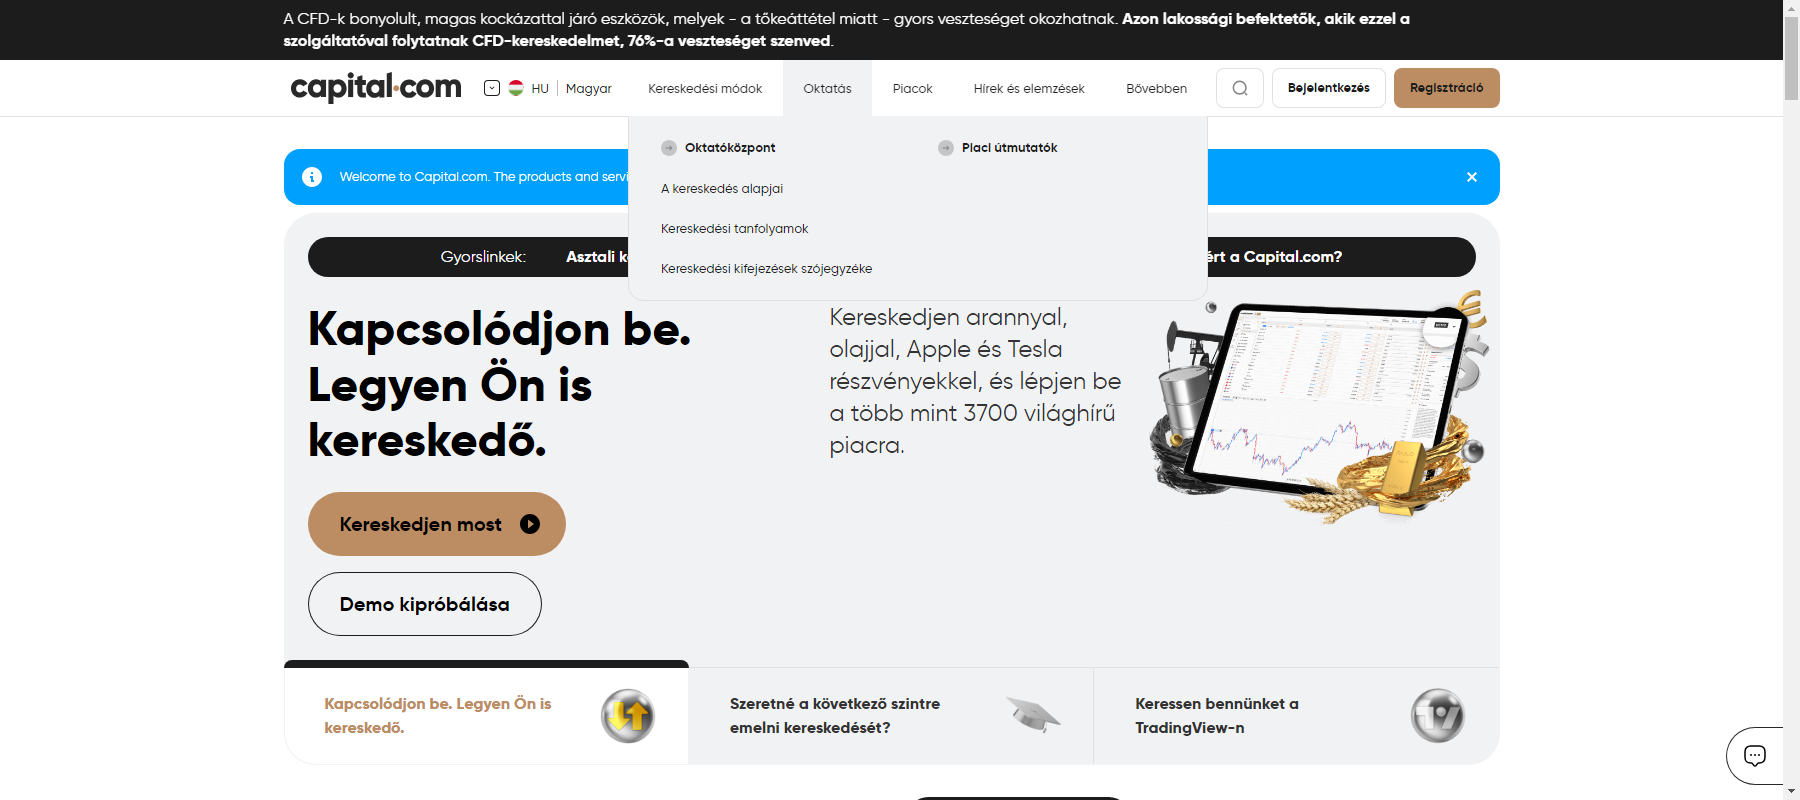 A CFD-k bonyolult, magas kockázattal járó eszközök, melyek - a tőkeáttétel miatt - gyors veszteséget okozhatnak. Azon lakossági befektetők, akik ezzel a
szolgáltatóval folytatnak CFD-kereskedelmet, 76%-a veszteséget szenved.
capital.com
HU | Magyar
Kereskedési módok
Oktatás
Piacok
Hírek és elemzések
Bővebben
Bejelentkezés
Regisztráció
Oktatóközpont
A kereskedés alapjai
Kereskedési tanfolyamok
Kereskedési kifejezések szójegyzéke
Piaci útmutatók
Welcome to Capital.com. The products and servi
Gyorslinkek:
Asztali k
ért a Capital.com?
Kapcsolódjon be.
Legyen Ön is
kereskedő.
Kereskedjen arannyal,
olajjal, Apple és Tesla
részvényekkel, és lépjen be
a több mint 3700 világhírű
piacra.
Kereskedjen most
Demo kipróbálása
Kapcsolódjon be. Legyen Ön is
kereskedő.
Szeretné a következő szintre
emelni kereskedését?
Keressen bennünket a
TradingView-n